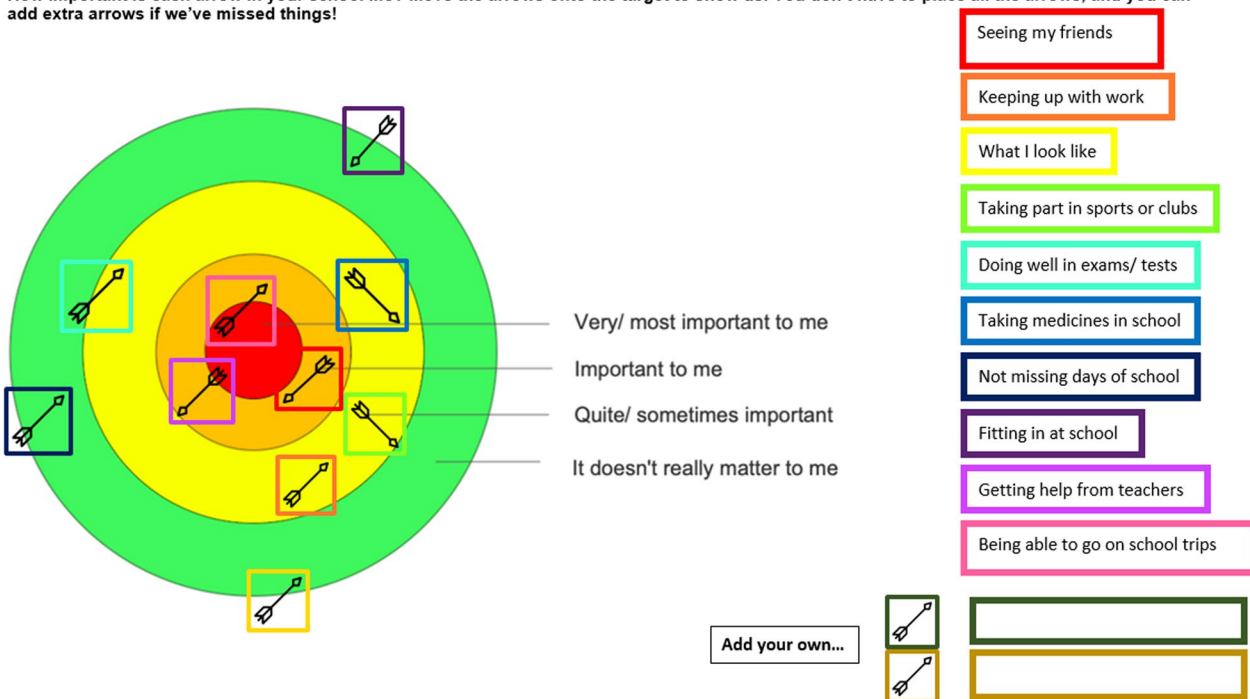 add extra arrows if we've missed things!
Seeing my friends
Keeping up with work
What I look like
Taking part in sports or clubs
Doing well in exams/ tests
Taking medicines in school
Not missing days of school
Fitting in at school
Getting help from teachers
Being able to go on school trips
Very/ most important to me
Important to me
Quite/ sometimes important
It doesn't really matter to me
Add your own...